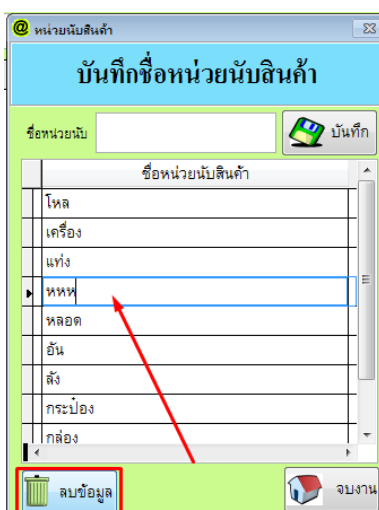 หน่วยนับสินค้า
บันทึกชื่อหน่วยนับสินค้า
ชื่อหน่วยนับ
บันทึก
ชื่อหน่วยนับสินค้า
โหล
เครื่อง
แท่ง
หหห
หลอด
อัน
ลัง
กระป๋อง
กล่อง
ลบข้อมูล
จบงาน